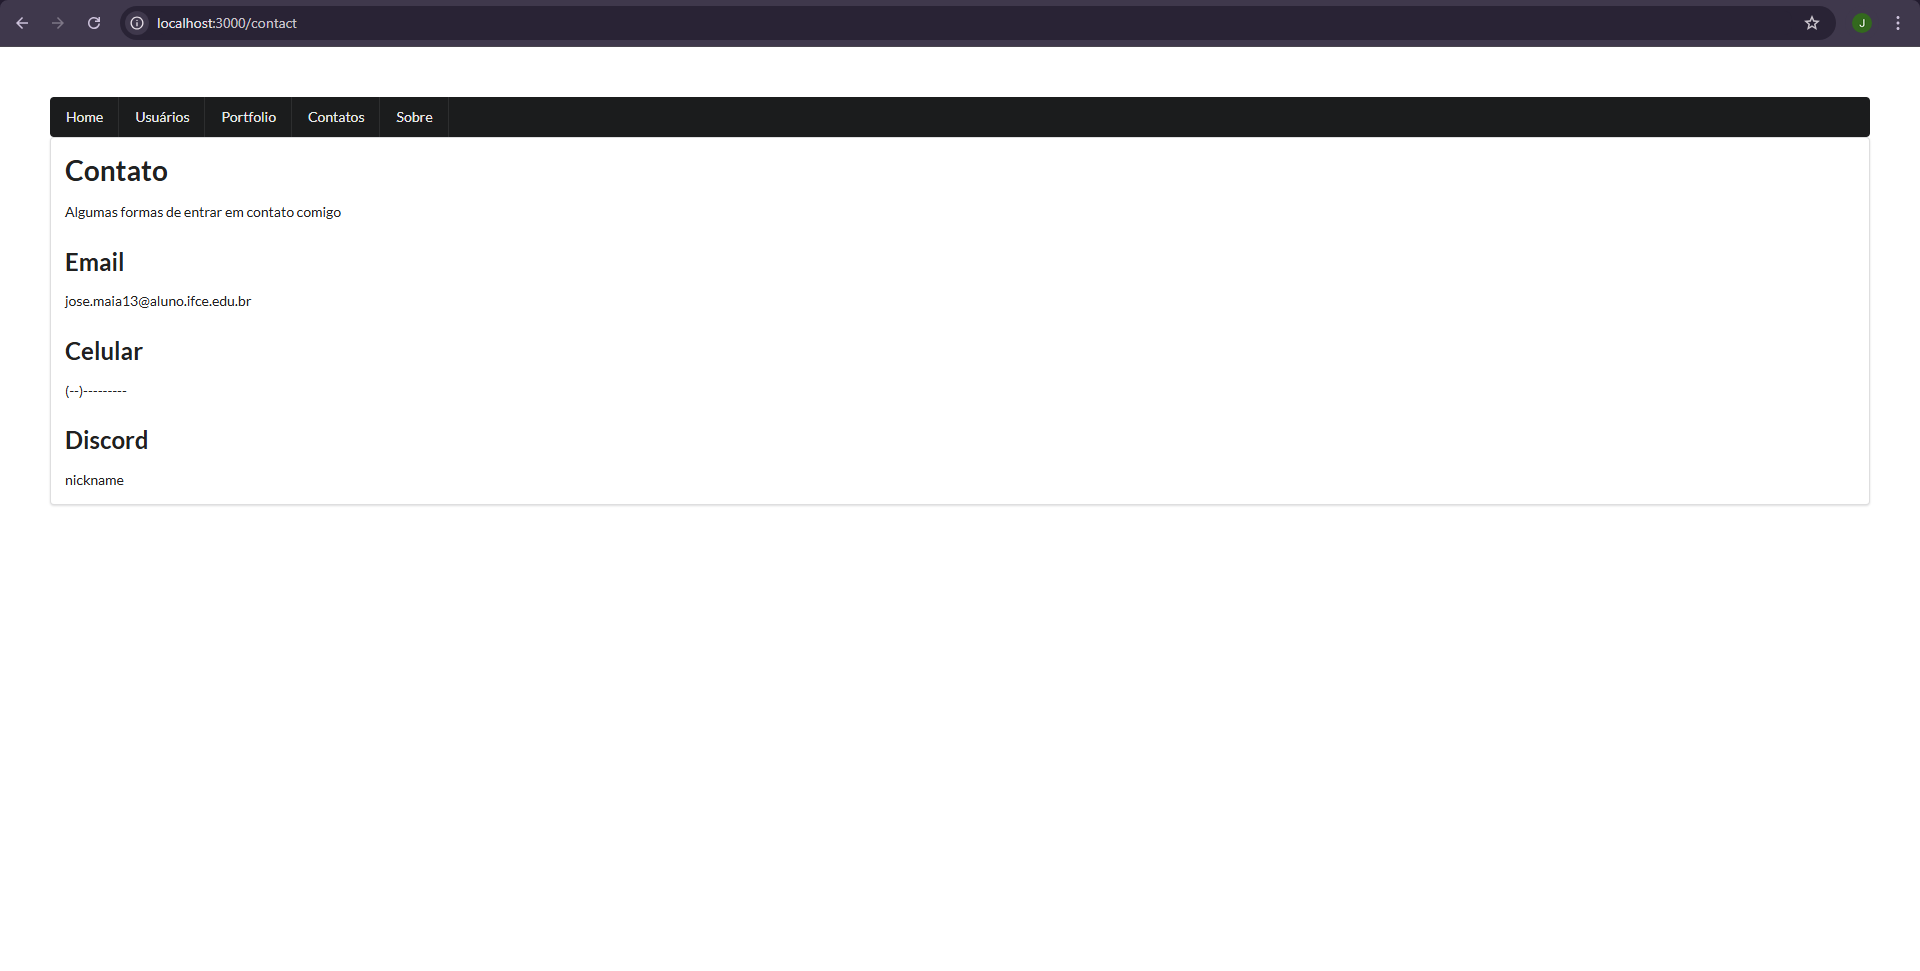 localhost:3000/contact
J
Home Usuários Portfolio Contatos Sobre
Contato
Algumas formas de entrar em contato comigo
Email
jose.maia13@aluno.ifce.edu.br
Celular
(--)---------
Discord
nickname